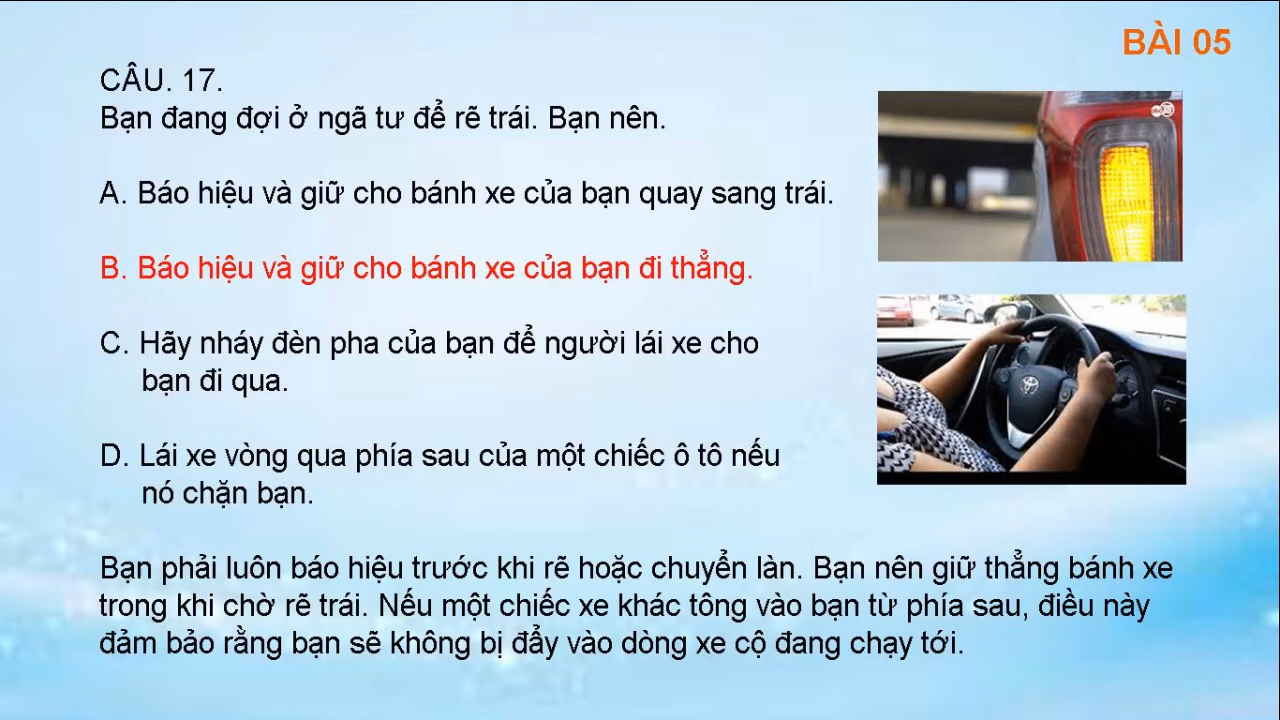 BÀI 05
CÂU. 17.
Bạn đang đợi ở ngã tư để rẽ trái. Bạn nên.
A. Báo hiệu và giữ cho bánh xe của bạn quay sang trái.
B. Báo hiệu và giữ cho bánh xe của bạn đi thẳng.
C. Hãy nháy đèn pha của bạn để người lái xe cho
bạn đi qua.
D. Lái xe vòng qua phía sau của một chiếc ô tô nếu
nó chặn bạn.
Bạn phải luôn báo hiệu trước khi rẽ hoặc chuyển làn. Bạn nên giữ thẳng bánh xe
trong khi chờ rẽ trái. Nếu một chiếc xe khác tông vào bạn từ phía sau, điều này
đảm bảo rằng bạn sẽ không bị đẩy vào dòng xe cộ đang chạy tới.